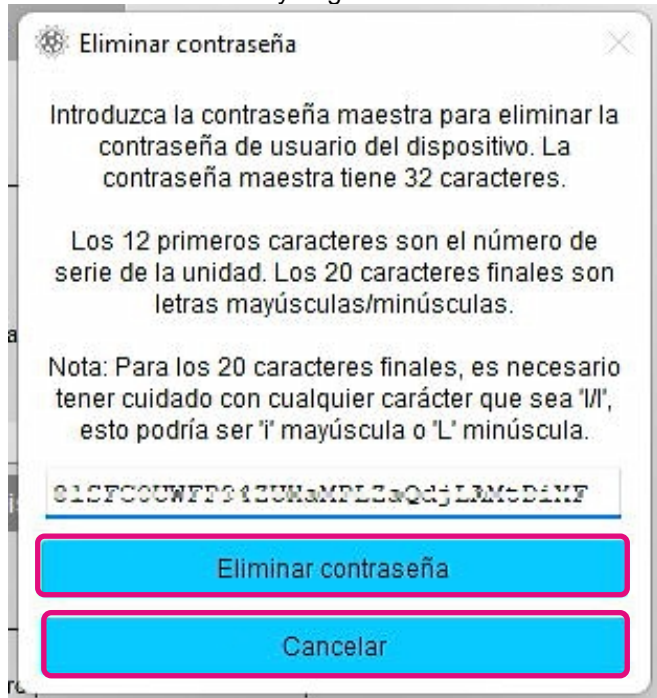 Eliminar contraseña
Introduzca la contraseña maestra para eliminar la
contraseña de usuario del dispositivo. La
contraseña maestra tiene 32 caracteres.
Los 12 primeros caracteres son el número de
serie de la unidad. Los 20 caracteres finales son
letras mayúsculas/minúsculas.
Nota: Para los 20 caracteres finales, es necesario
tener cuidado con cualquier carácter que sea 'I/l',
esto podría ser 'i' mayúscula o 'L' minúscula.
Eliminar contraseña
Cancelar